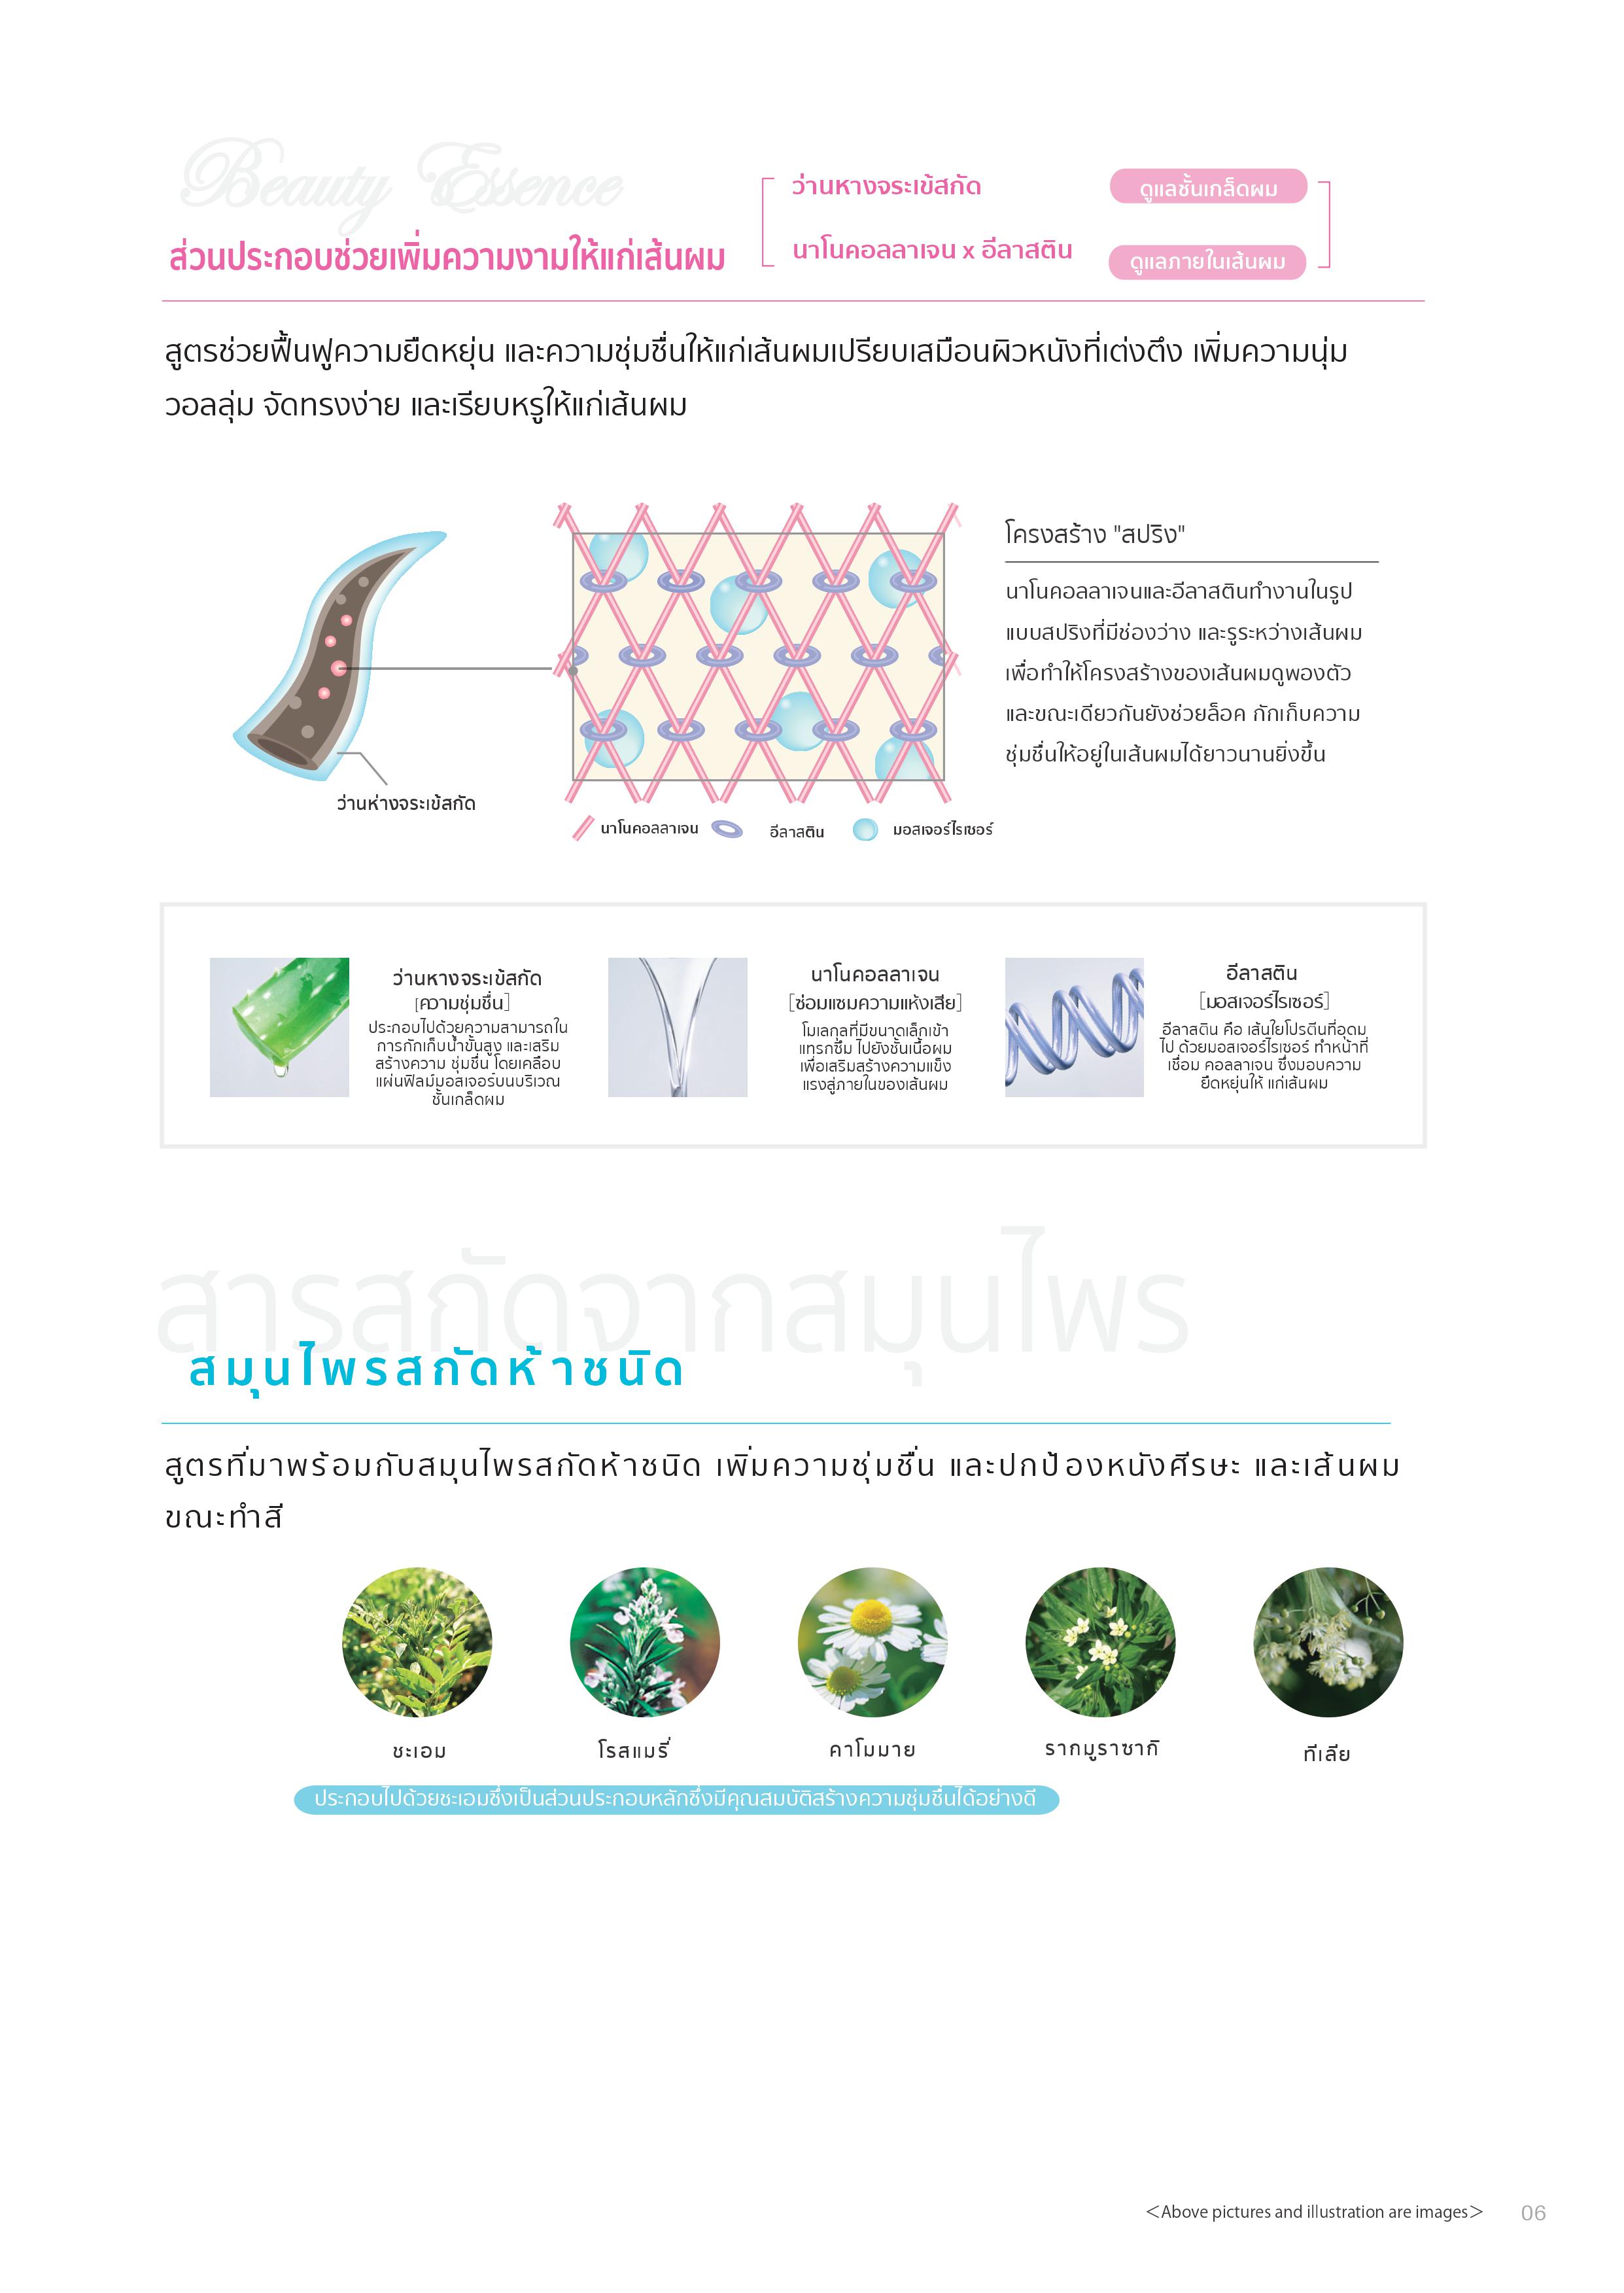 Beauty Essence
ส่วนประกอบช่วยเพิ่มความงามให้แก่เส้นผม
ว่านหางจระเข้สกัด
ดูแลชั้นเกล็ดผม
นาโนคอลลาเจน x อีลาสติน
ดูแลภายในเส้นผม
สูตรช่วยฟื้นฟูความยืดหยุ่น และความชุ่มชื่นให้แก่เส้นผมเปรียบเสมือนผิวหนังที่เต่งตึง เพิ่มความนุ่ม
วอลลุ่ม จัดทรงง่าย และเรียบหรูให้แก่เส้นผม
ว่านห่างจระเข้สกัด
นาโนคอลลาเจน
อีลาสติน
มอสเจอร์ไรเซอร์
โครงสร้าง "สปริง"
นาโนคอลลาเจนและอีลาสตินทำงานในรูป
แบบสปริงที่มีช่องว่าง และรูระหว่างเส้นผม
เพื่อทำให้โครงสร้างของเส้นผมดูพองตัว
และขณะเดียวกันยังช่วยล็อค กักเก็บความ
ชุ่มชื่นให้อยู่ในเส้นผมได้ยาวนานยิ่งขึ้น
ว่านหางจระเข้สกัด
[ความชุ่มชื่น]
ประกอบไปด้วยความสามารถใน
การกักเก็บน้ำขั้นสูง และเสริม
สร้างความ ชุ่มชื่น โดยเคลือบ
แผ่นฟิลม์มอสเจอร์บนบริเวณ
ชั้นเกล็ดผม
นาโนคอลลาเจน
[ซ่อมแซมความแห้งเสีย]
โมเลกุลที่มีขนาดเล็กเข้า
แทรกซึม ไปยังชั้นเนื้อผม
เพื่อเสริมสร้างความแข็ง
แรงสู่ภายในของเส้นผม
อีลาสติน
[มอสเจอร์ไรเซอร์]
อีลาสติน คือ เส้นใยโปรตีนที่อุดม
ไป ด้วยมอสเจอร์ไรเซอร์ ทำหน้าที่
เชื่อม คอลลาเจน ซึ่งมอบความ
ยืดหยุ่นให้ แก่เส้นผม
สารสกัดจากสมุนไพร
สมุนไพรสกัดห้าชนิด
สูตรที่มาพร้อมกับสมุนไพรสกัดห้าชนิด เพิ่มความชุ่มชื่น และปกป้องหนังศีรษะ และเส้นผม
ขณะทำสี
ชะเอม
โรสแมรี่
คาโมมาย
รากมูราซากิ
ทีเลีย
ประกอบไปด้วยชะเอมซึ่งเป็นส่วนประกอบหลักซึ่งมีคุณสมบัติสร้างความชุ่มชื่นได้อย่างดี
<Above pictures and illustration are images>
06